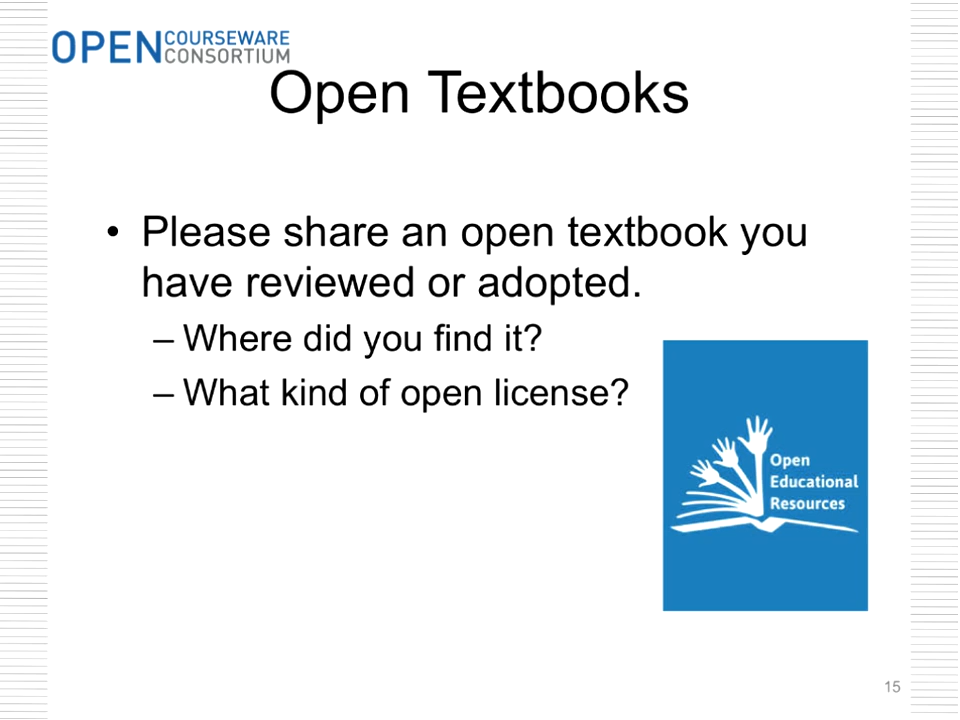 OPEN COURSEWARE
CONSORTIUM
Open Textbooks
• Please share an open textbook you
have reviewed or adopted.
– Where did you find it?
– What kind of open license?
Open
Educational
Resources
15